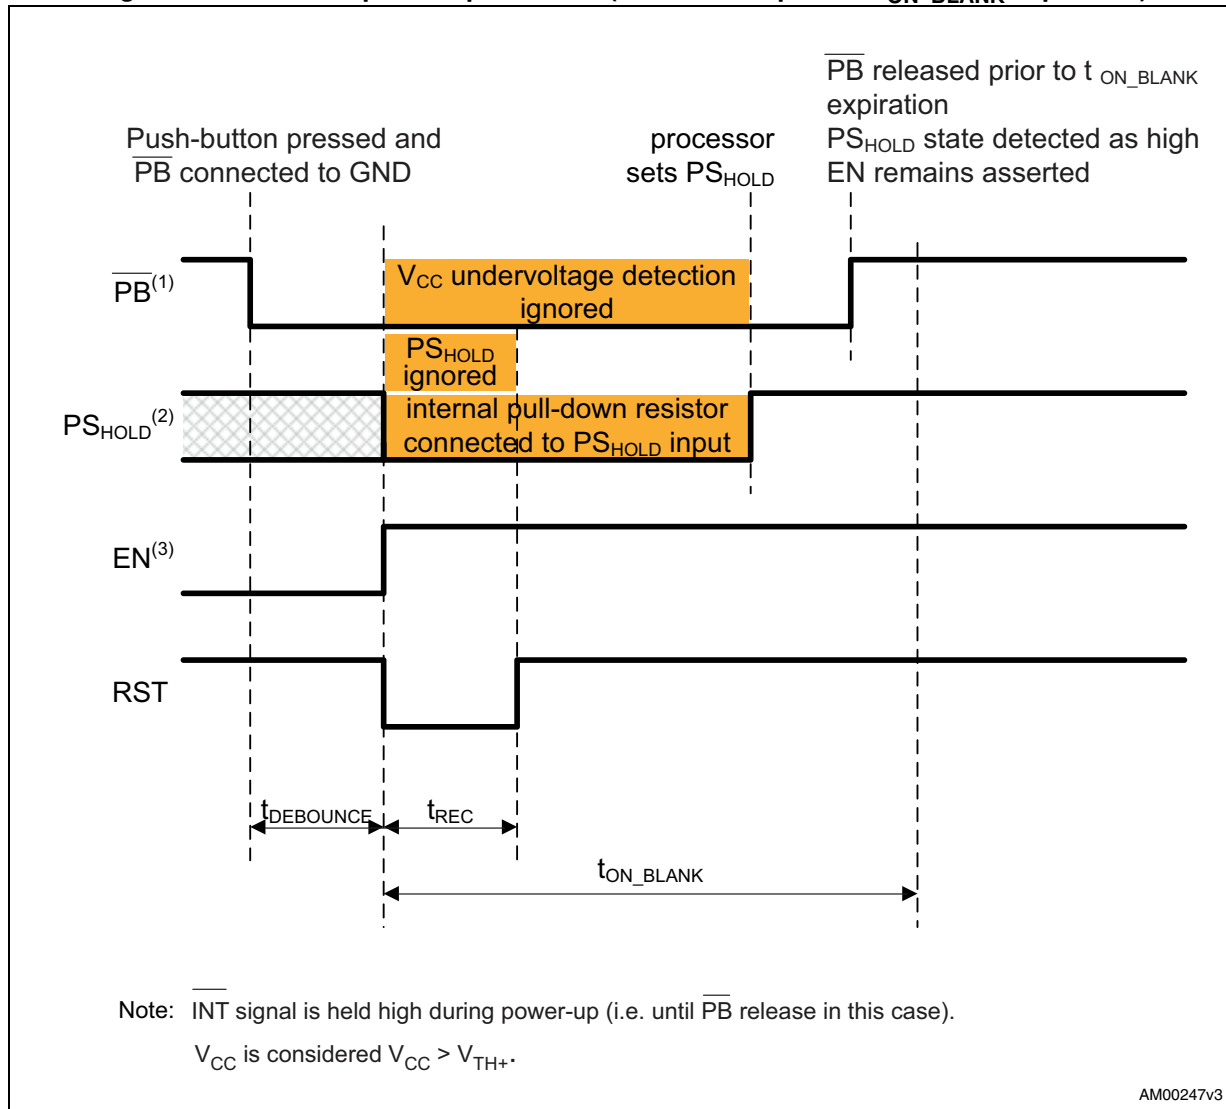 PB released prior to t ON_BLANK
expiration
PSHOLD state detected as high
EN remains asserted
Push-button pressed and
PB connected to GND
processor
sets PSHOLD
PB(1)
VCC undervoltage detection
ignored
PSHOLD
ignored
PSHOLD(2)
internal pull-down resistor
connected to PSHOLD input
EN(3)
RST
tDEBOUNCE
tREC
tON_BLANK
Note: INT signal is held high during power-up (i.e. until PB release in this case).
VCC is considered VCC > VTH+.
AM00247v3